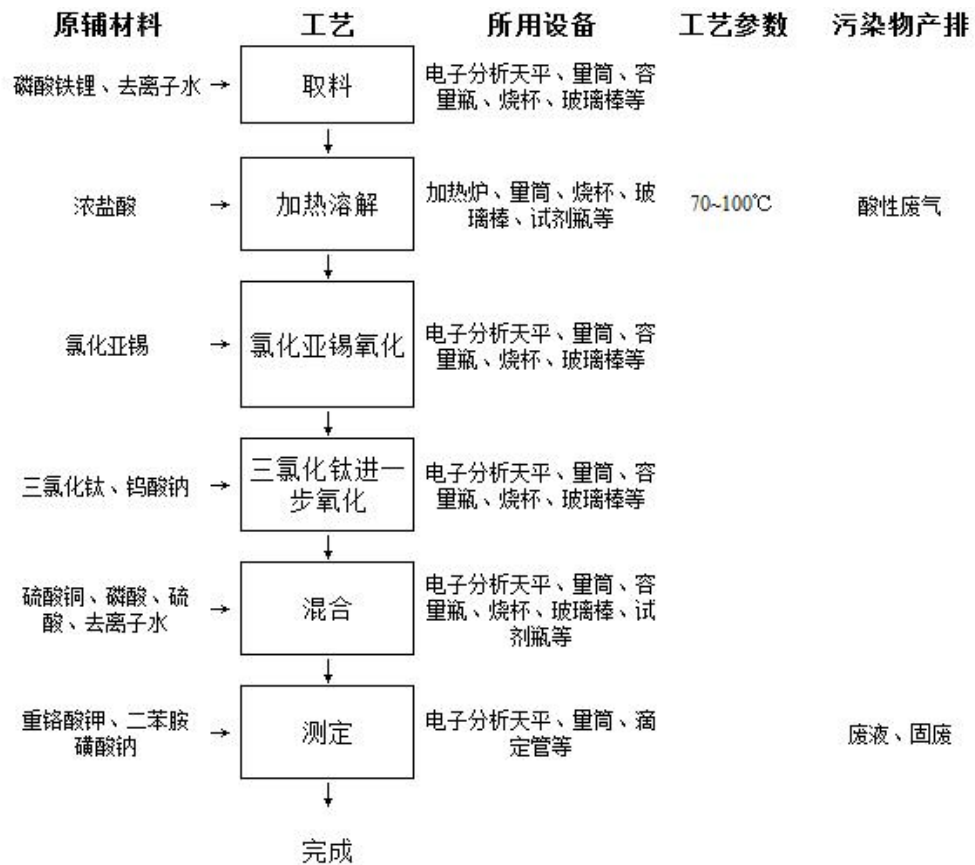 原辅材料 工艺 所用设备 工艺参数 污染物产排
磷酸铁锂、去离子水 → 取料 电子分析天平、量筒、容
量瓶、烧杯、玻璃棒等
浓盐酸 → 加热溶解 加热炉、量筒、烧杯、玻
璃棒、试剂瓶等 70~100℃ 酸性废气
氯化亚锡 → 氯化亚锡氧化 电子分析天平、量筒、容
量瓶、烧杯、玻璃棒等
三氯化钛、钨酸钠 → 三氯化钛进一
步氧化 电子分析天平、量筒、容
量瓶、烧杯、玻璃棒等
硫酸铜、磷酸、硫
酸、去离子水 → 混合 电子分析天平、量筒、容
量瓶、烧杯、玻璃棒、试
剂瓶等
重铬酸钾、二苯胺
磺酸钠 → 测定 电子分析天平、量筒、滴
定管等 废液、固废
完成